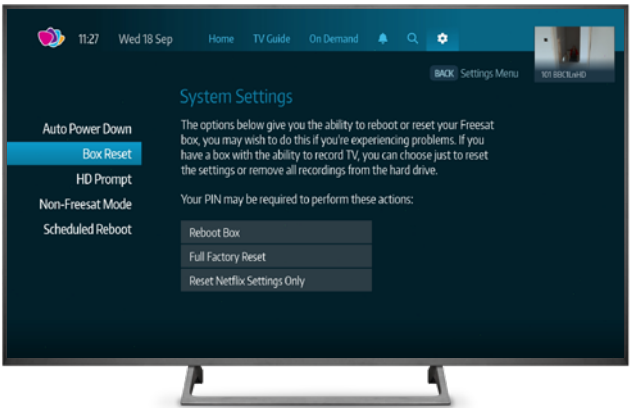 11:27 Wed 18 Sep Home TV Guide On Demand
BACK Settings Menu
101 BBC1LnHD
System Settings
Auto Power Down
Box Reset
HD Prompt
Non-Freesat Mode
Scheduled Reboot
The options below give you the ability to reboot or reset your Freesat
box, you may wish to do this if you're experiencing problems. If you
have a box with the ability to record TV, you can choose just to reset
the settings or remove all recordings from the hard drive.
Your PIN may be required to perform these actions:
Reboot Box
Full Factory Reset
Reset Netflix Settings Only